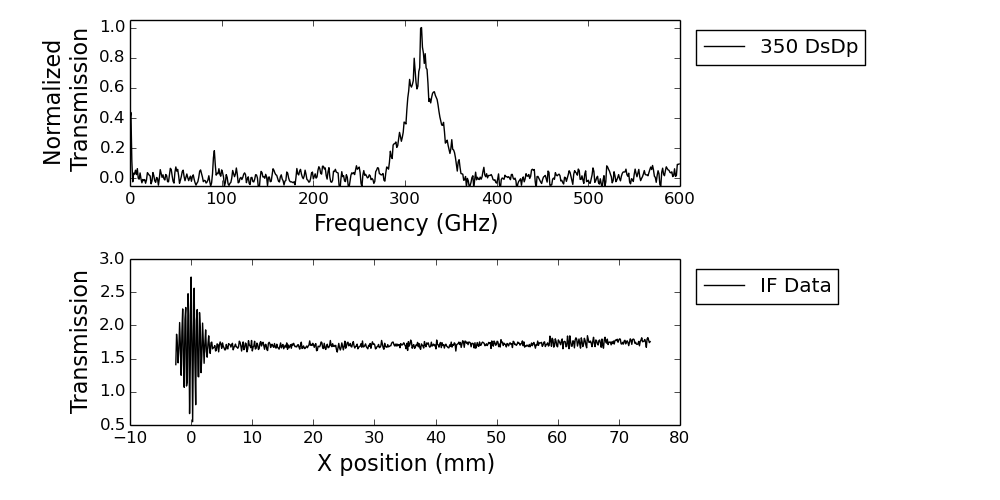 Normalized
Transmission
1.0
0.8
0.6
0.4
0.2
0.0
0 100 200 300 400 500 600
Frequency (GHz)
350 DsDp
Transmission
3.0
2.5
2.0
1.5
1.0
0.5
−10 0 10 20 30 40 50 60 70 80
X position (mm)
IF Data